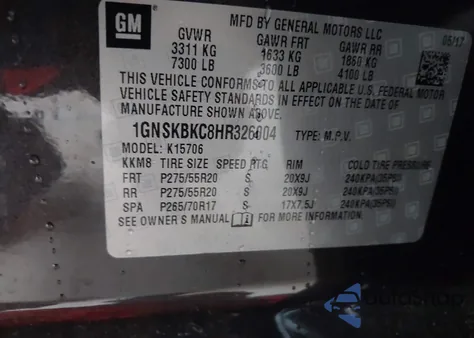 GM
MFD BY GENERAL MOTORS LLC
05/17
GVWR GAWR FRT GAWR RR
3311 KG 1633 KG 1860 KG
7300 LB 3600 LB 4100 LB
THIS VEHICLE CONFORMS TO ALL APPLICABLE U.S. FEDERAL MOTOR
VEHICLE SAFETY STANDARDS IN EFFECT ON THE DATE OF
MANUFACTURE SHOWN ABOVE.
1GNSKBKC8HR326004 TYPE: M.P.V.
MODEL: K15706
KKM8 TIRE SIZE SPEED RTG RIM COLD TIRE PRESSURE
FRT P275/55R20 S 20X9J 240KPA(35PSI)
RR P275/55R20 S 20X9J 240KPA(35PSI)
SPA P265/70R17 S 17X7.5J 240KPA(35PSI)
SEE OWNER'S MANUAL FOR MORE INFORMATION.
autoshop